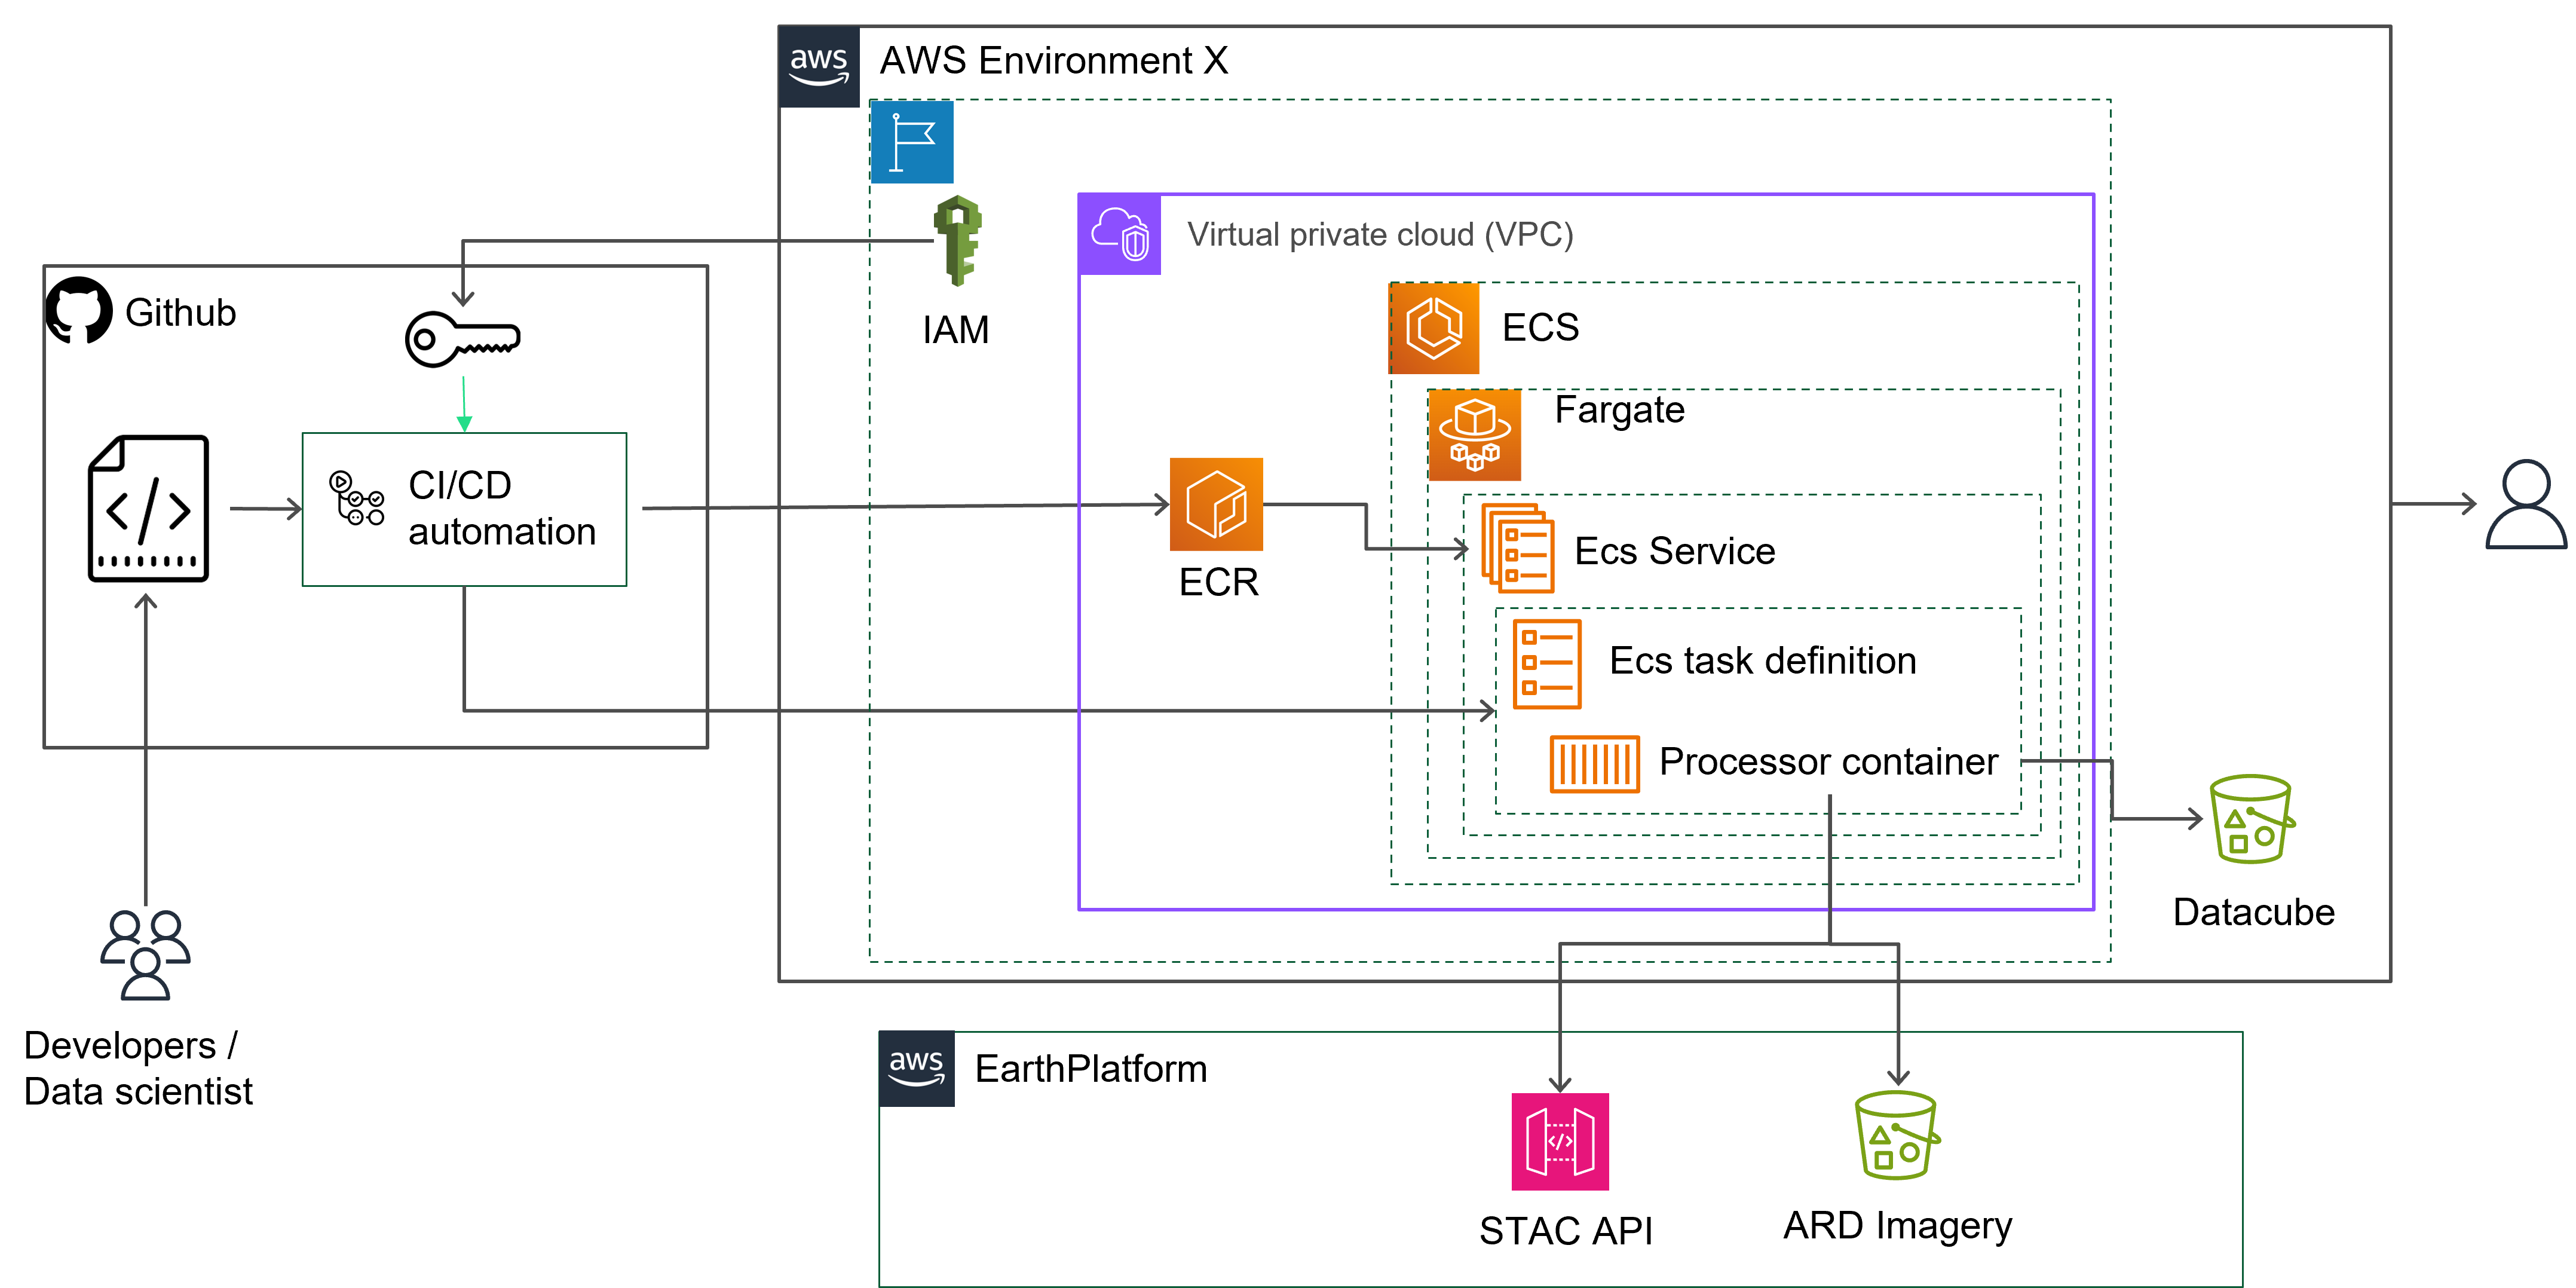 aws
AWS Environment X
Virtual private cloud (VPC)
Github
IAM
ECS
Fargate
CI/CD
automation
ECR
Ecs Service
Ecs task definition
Processor container
Datacube
Developers /
Data scientist
aws
EarthPlatform
STAC API
ARD Imagery